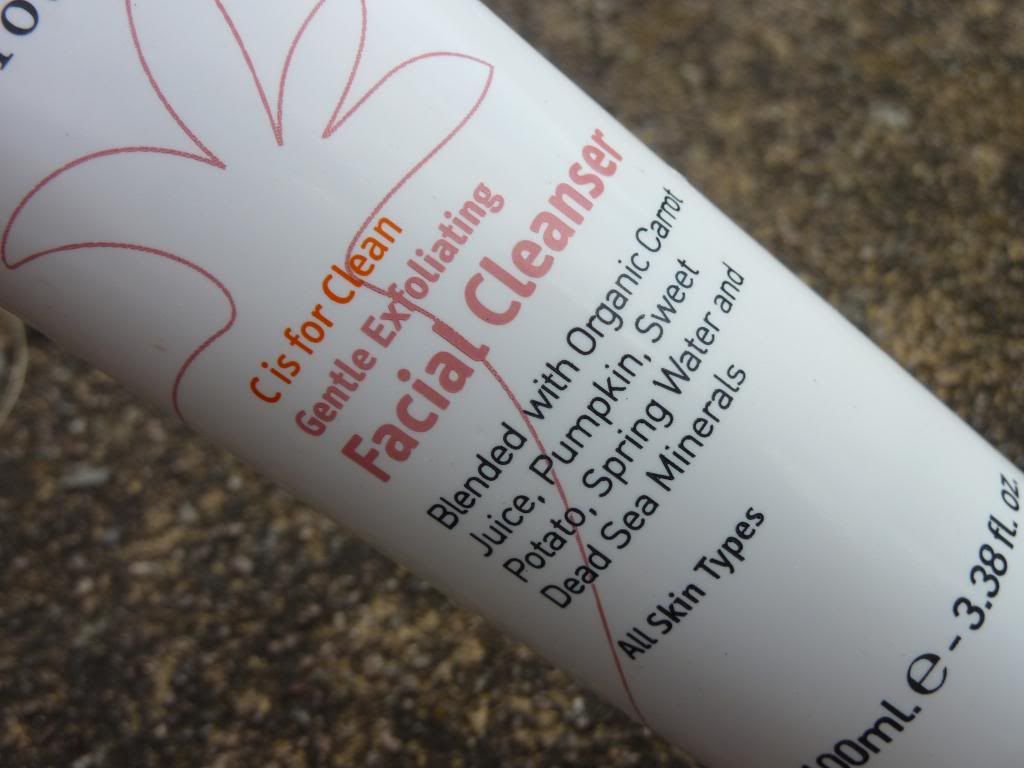 C is for Clean
Gentle Exfoliating
Facial Cleanser
Blended with Organic Carrot
Juice, Pumpkin, Sweet
Potato, Spring Water and
Dead Sea Minerals
All Skin Types
100ml. ℮ - 3.38 fl. oz.